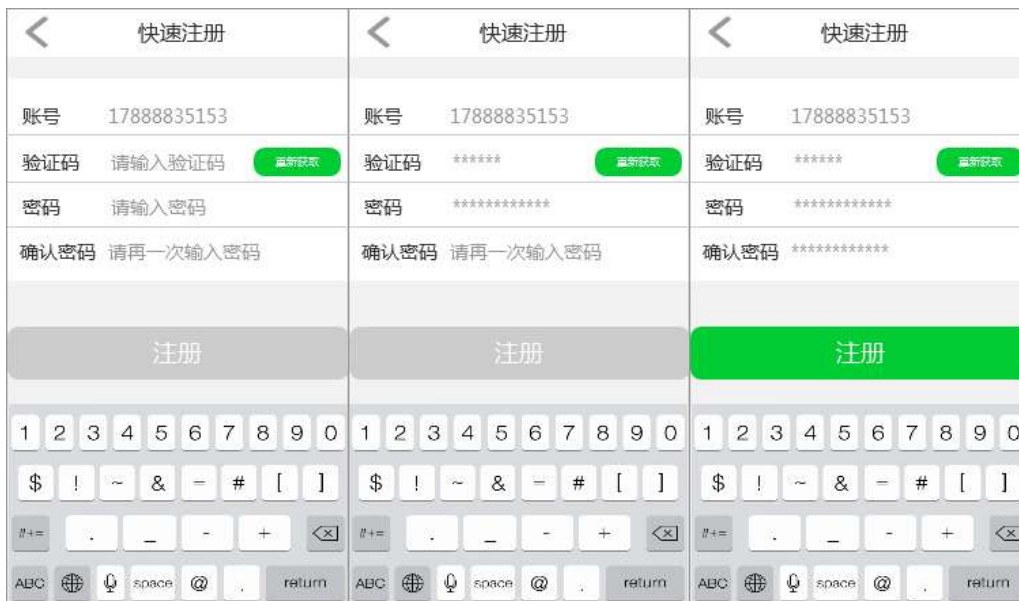 快速注册
账号 17888835153
验证码 请输入验证码 重新获取
密码 请输入密码
确认密码 请再一次输入密码
注册
1 2 3 4 5 6 7 8 9 0
$ ! ~ & = # [ ]
#+= . _ - +
ABC space @ . return
快速注册
账号 17888835153
验证码 ****** 重新获取
密码 ************
确认密码 请再一次输入密码
注册
1 2 3 4 5 6 7 8 9 0
$ ! ~ & = # [ ]
#+= . _ - +
ABC space @ . return
快速注册
账号 17888835153
验证码 ****** 重新获取
密码 ************
确认密码 ************
注册
1 2 3 4 5 6 7 8 9 0
$ ! ~ & = # [ ]
#+= . _ - +
ABC space @ . return